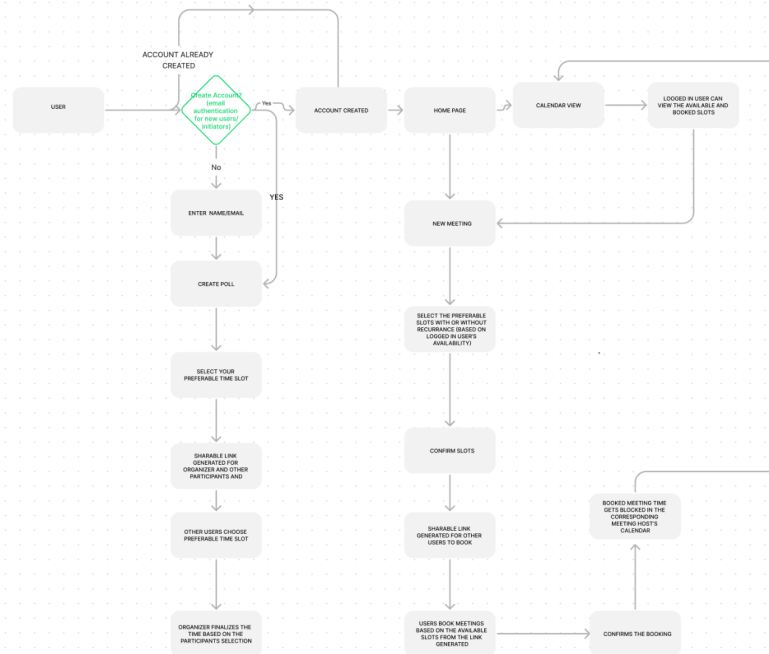 ACCOUNT ALREADY
CREATED
USER
Create Account?
(email
authentication
for new users/
initiators)
Yes
ACCOUNT CREATED
HOME PAGE
CALENDAR VIEW
LOGGED IN USER CAN
VIEW THE AVAILABLE AND
BOOKED SLOTS
No
YES
ENTER NAME/EMAIL
NEW MEETING
CREATE POLL
SELECT THE PREFERABLE
SLOTS WITH OR WITHOUT
RECURRANCE (BASED ON
LOGGED IN USER'S
AVAILABILITY)
SELECT YOUR
PREFERABLE TIME SLOT
CONFIRM SLOTS
SHARABLE LINK
GENERATED FOR
ORGANIZER AND OTHER
PARTICIPANTS AND
BOOKED MEETING TIME
GETS BLOCKED IN THE
CORRESPONDING
MEETING HOST'S
CALENDAR
OTHER USERS CHOOSE
PREFERABLE TIME SLOT
SHARABLE LINK
GENERATED FOR OTHER
USERS TO BOOK
ORGANIZER FINALIZES THE
TIME BASED ON THE
PARTICIPANTS SELECTION
USERS BOOK MEETINGS
BASED ON THE AVAILABLE
SLOTS FROM THE LINK
GENERATED
CONFIRMS THE BOOKING